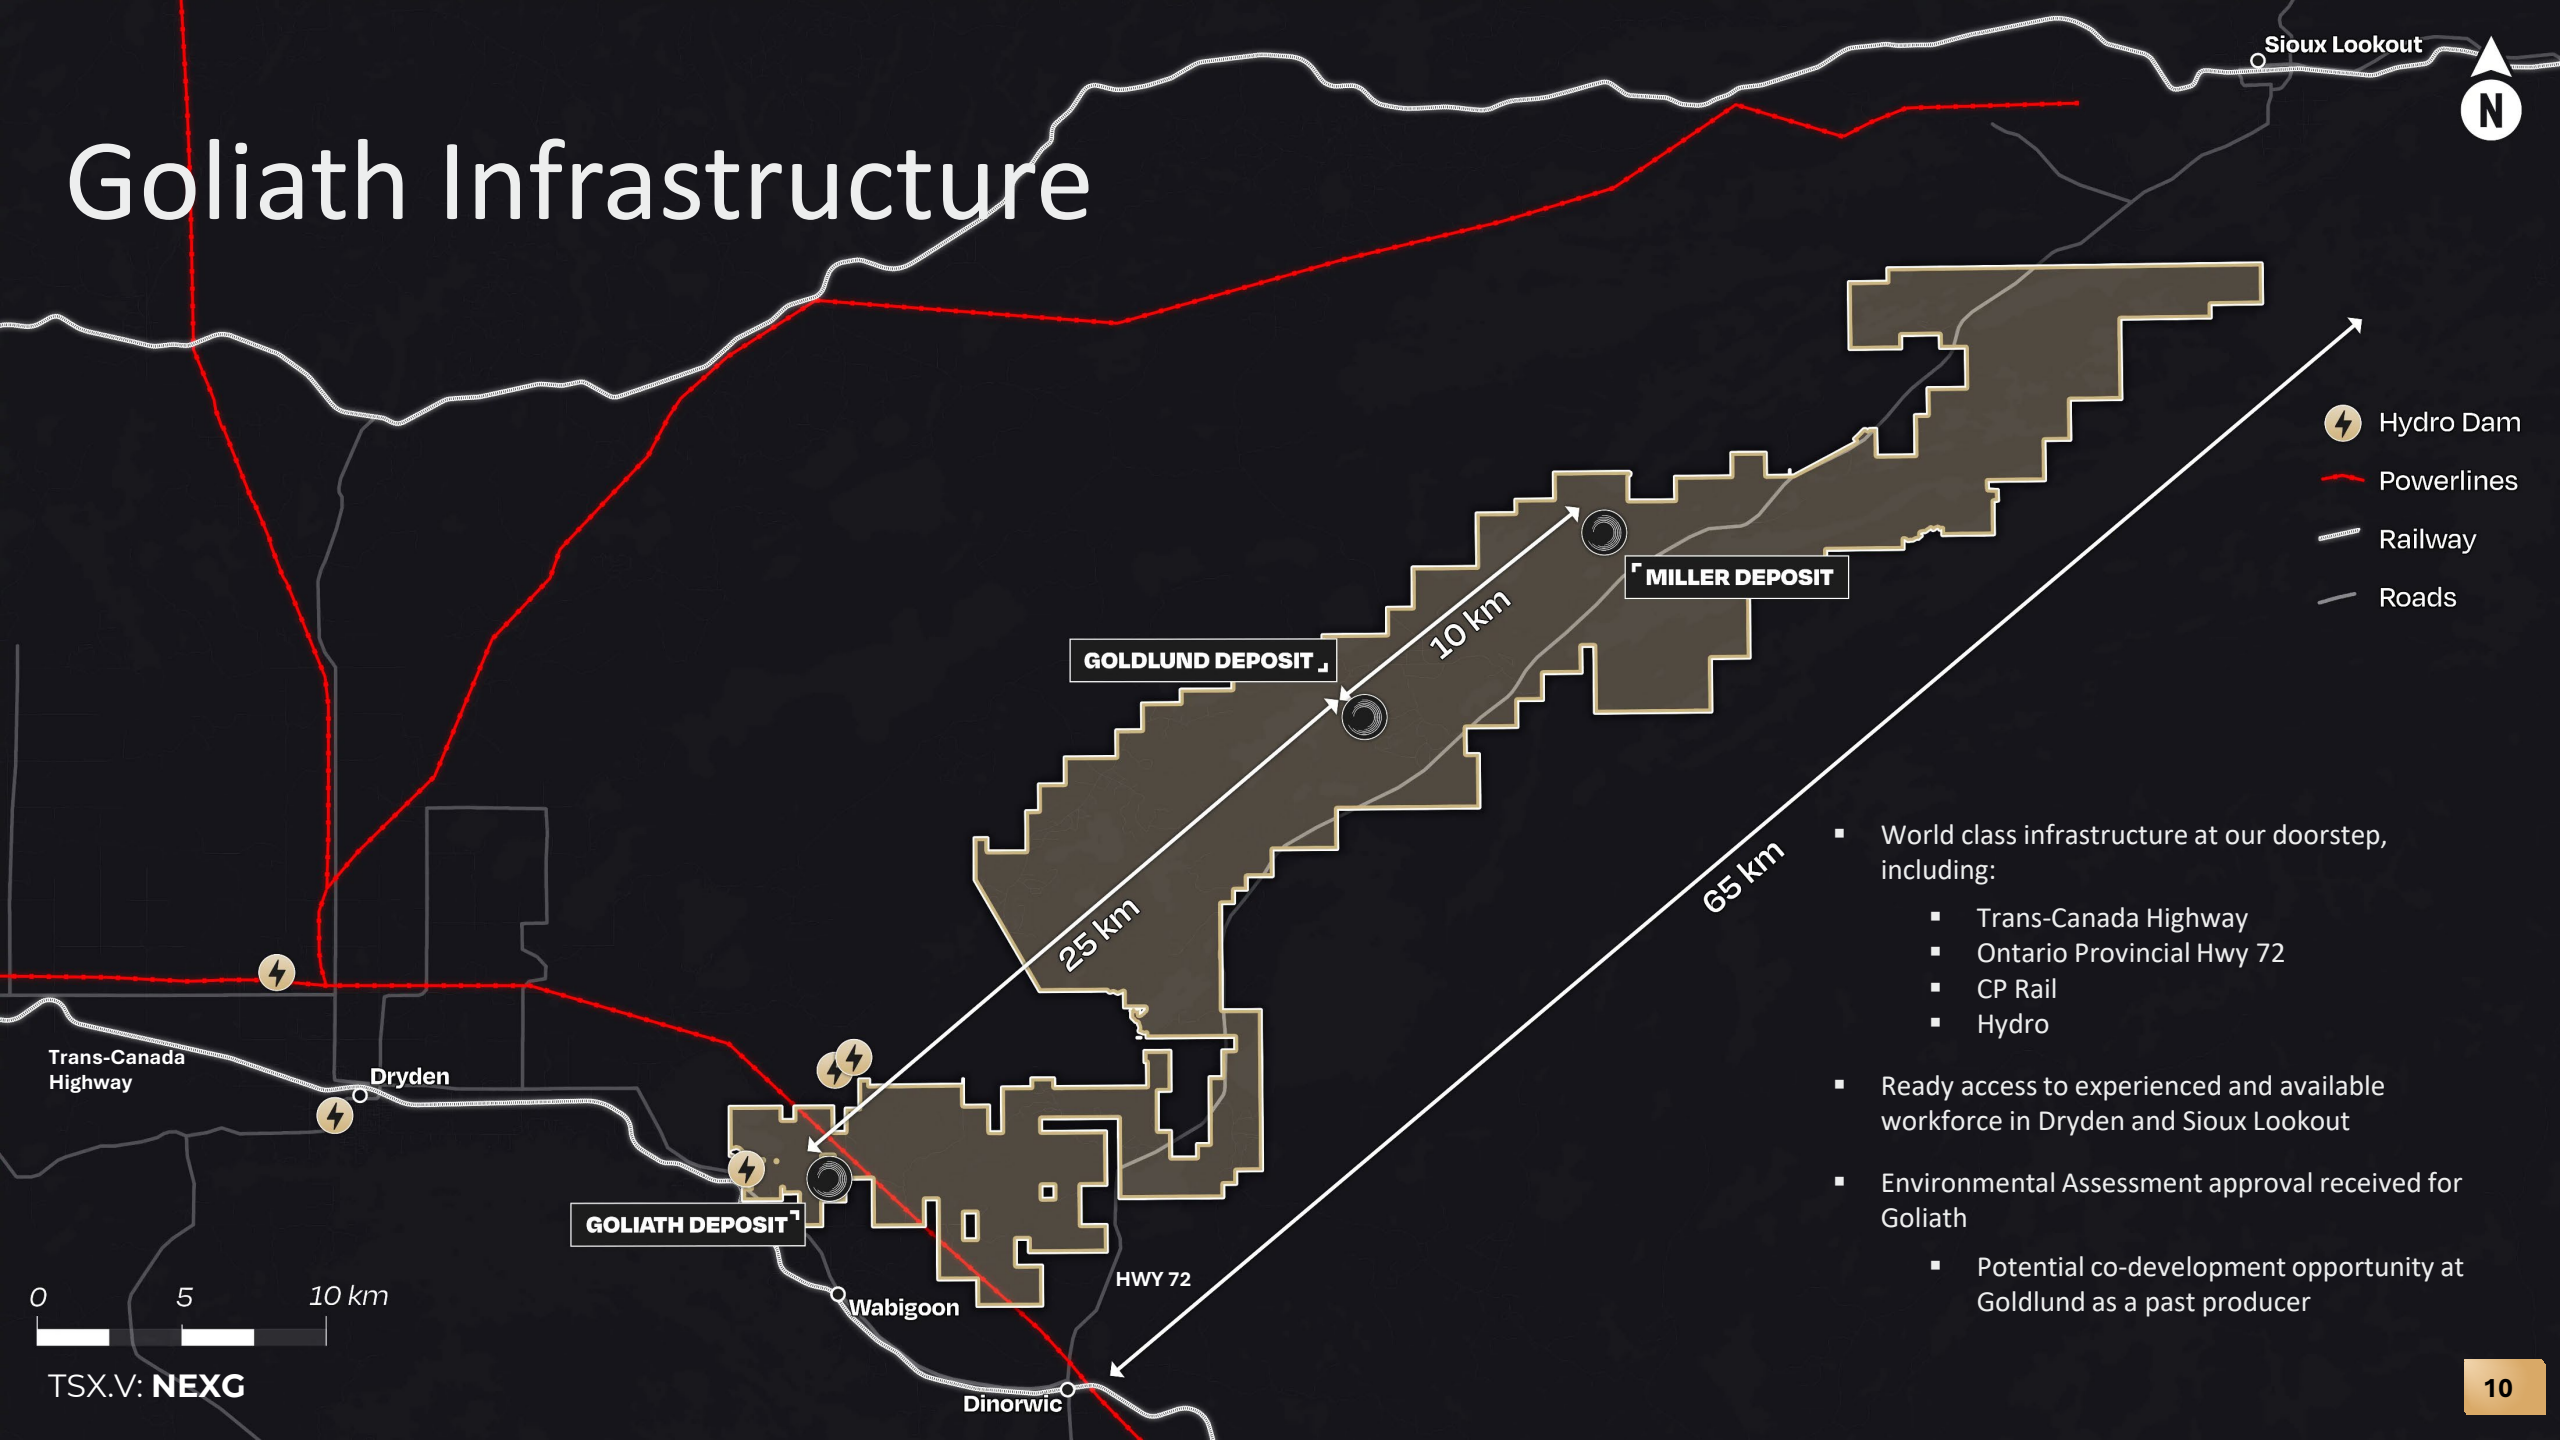 Sioux Lookout
N
Goliath Infrastructure
Hydro Dam
Powerlines
Railway
Roads
MILLER DEPOSIT
10 km
GOLDLUND DEPOSIT
25 km
65 km
World class infrastructure at our doorstep,
including:
Trans-Canada Highway
Ontario Provincial Hwy 72
CP Rail
Hydro
Ready access to experienced and available
workforce in Dryden and Sioux Lookout
Environmental Assessment approval received for
Goliath
Potential co-development opportunity at
Goldlund as a past producer
Trans-Canada
Highway
Dryden
GOLIATH DEPOSIT
HWY 72
Wabigoon
Dinorwic
0 5 10 km
TSX.V: NEXG
10